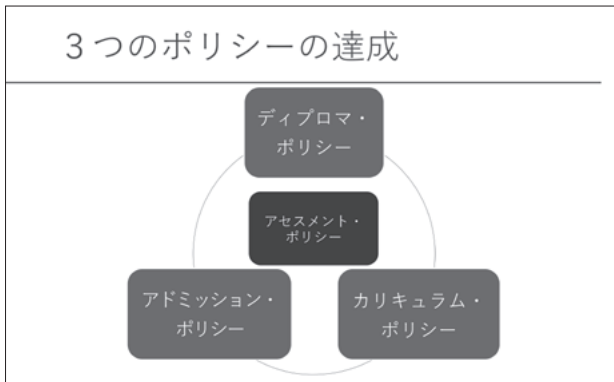 ３つのポリシーの達成
ディプロマ・
ポリシー
アセスメント・
ポリシー
アドミッション・
ポリシー
カリキュラム・
ポリシー